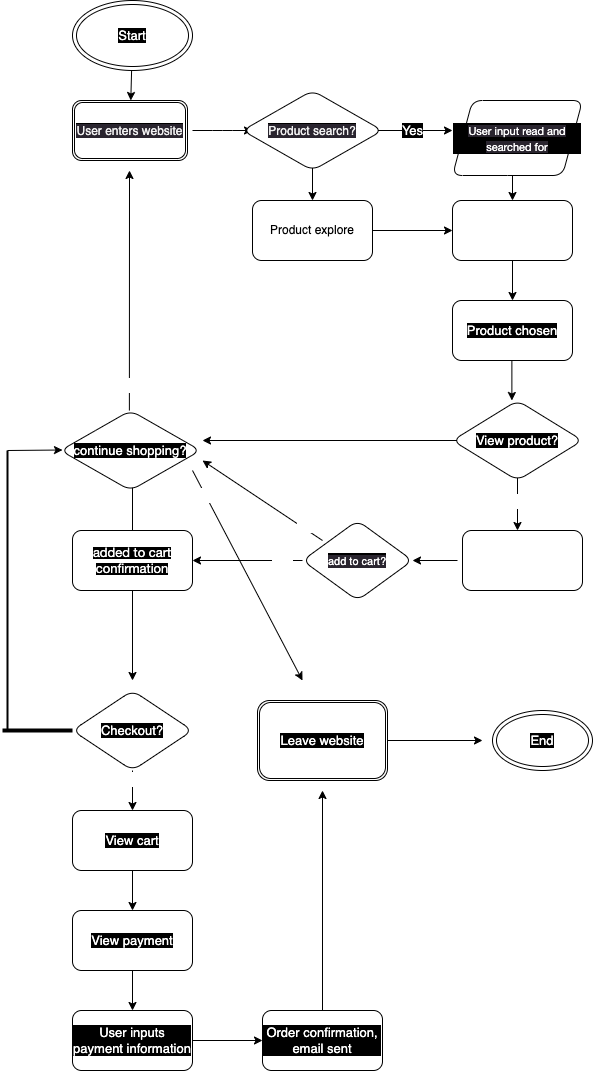 Start
User enters website
Product search?
Yes
User input read and
searched for
Product explore
Product chosen
continue shopping?
View product?
added to cart
confirmation
add to cart?
Checkout?
Leave website
End
View cart
View payment
User inputs
payment information
Order confirmation,
email sent